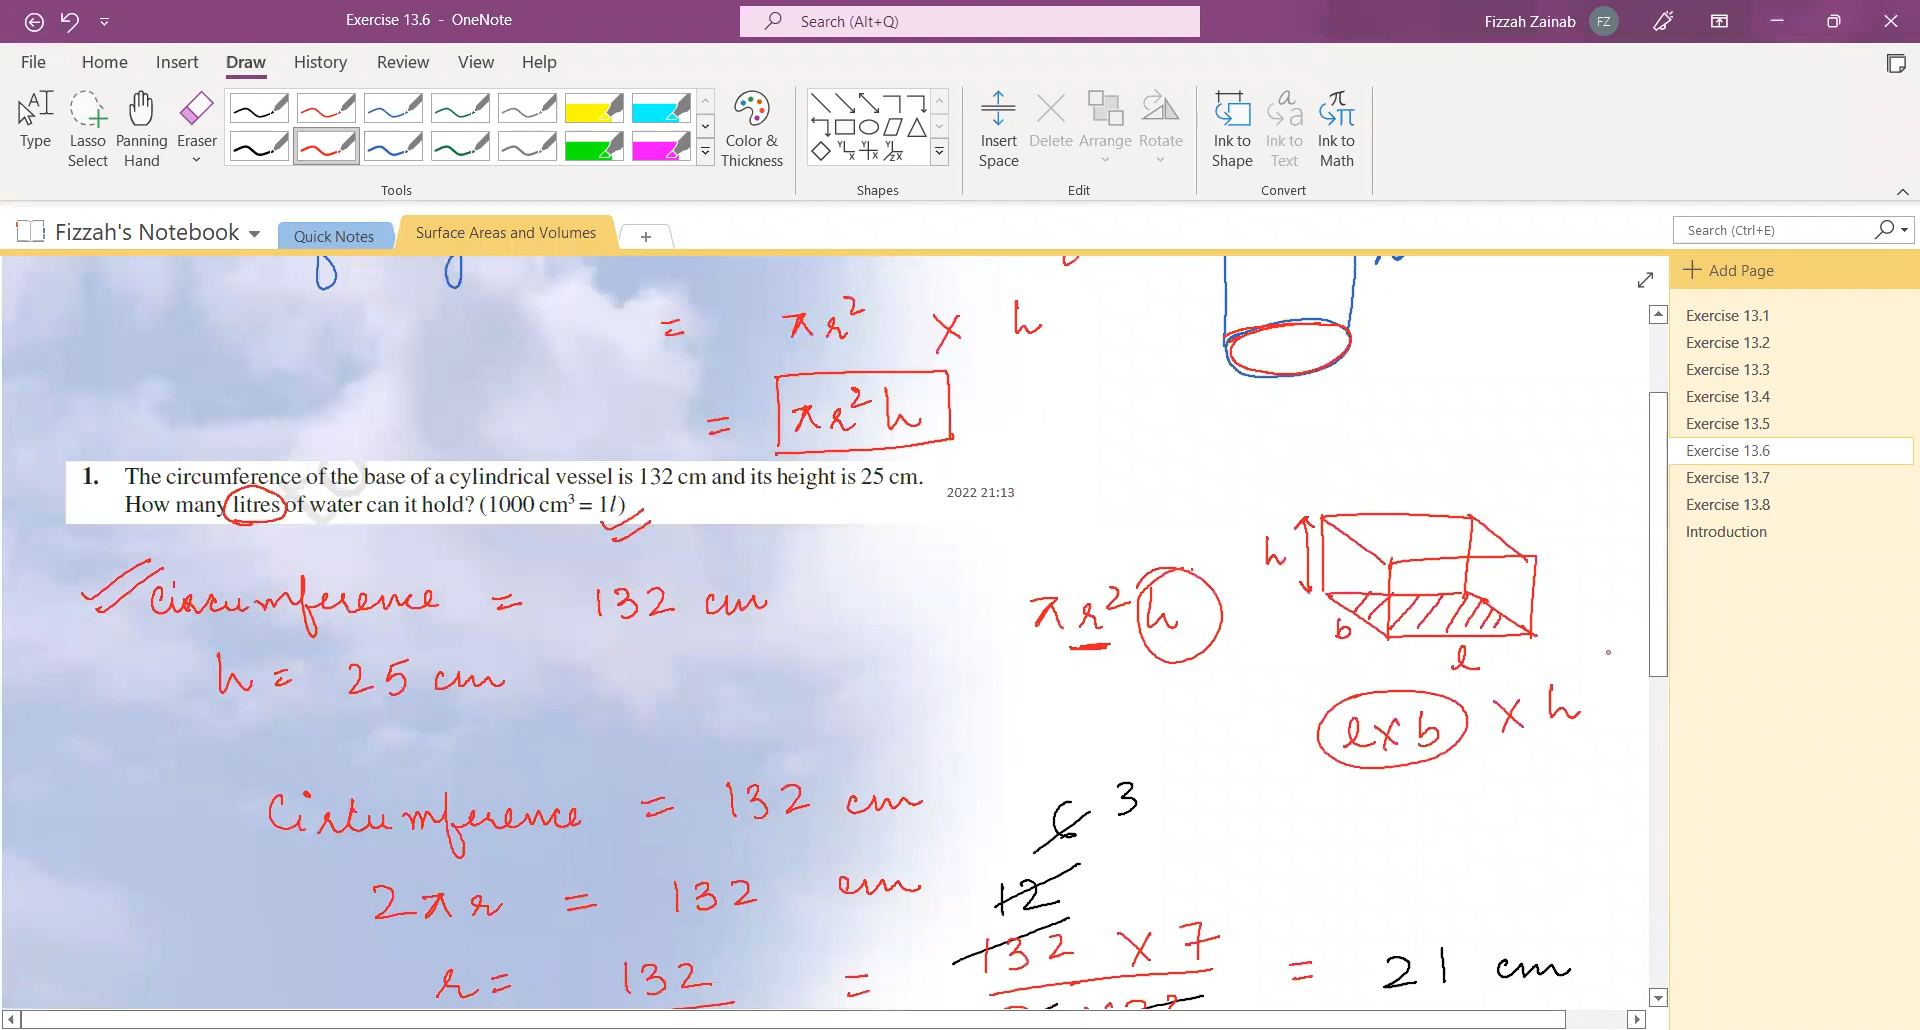 Exercise 13.6 - OneNote
Search (Alt+Q)
Fizzah Zainab
FZ
File Home Insert Draw History Review View Help
Type
Lasso Select
Panning Hand
Eraser
Color & Thickness
Insert Space
Delete
Arrange
Rotate
Ink to Shape
Ink to Text
Ink to Math
Tools
Shapes
Edit
Convert
Fizzah's Notebook
Quick Notes
Surface Areas and Volumes
Search (Ctrl+E)
Add Page
Exercise 13.1
Exercise 13.2
Exercise 13.3
Exercise 13.4
Exercise 13.5
Exercise 13.6
Exercise 13.7
Exercise 13.8
Introduction
= πr² × h
= πr²h
1. The circumference of the base of a cylindrical vessel is 132 cm and its height is 25 cm.
How many litres of water can it hold? (1000 cm³ = 1l)
2022 21:13
Circumference = 132 cm
h = 25 cm
πr²h
h
b
l
l×b × h
Circumference = 132 cm
2πr = 132 cm
6 3
12
r = 132 = 132 × 7 = 21 cm